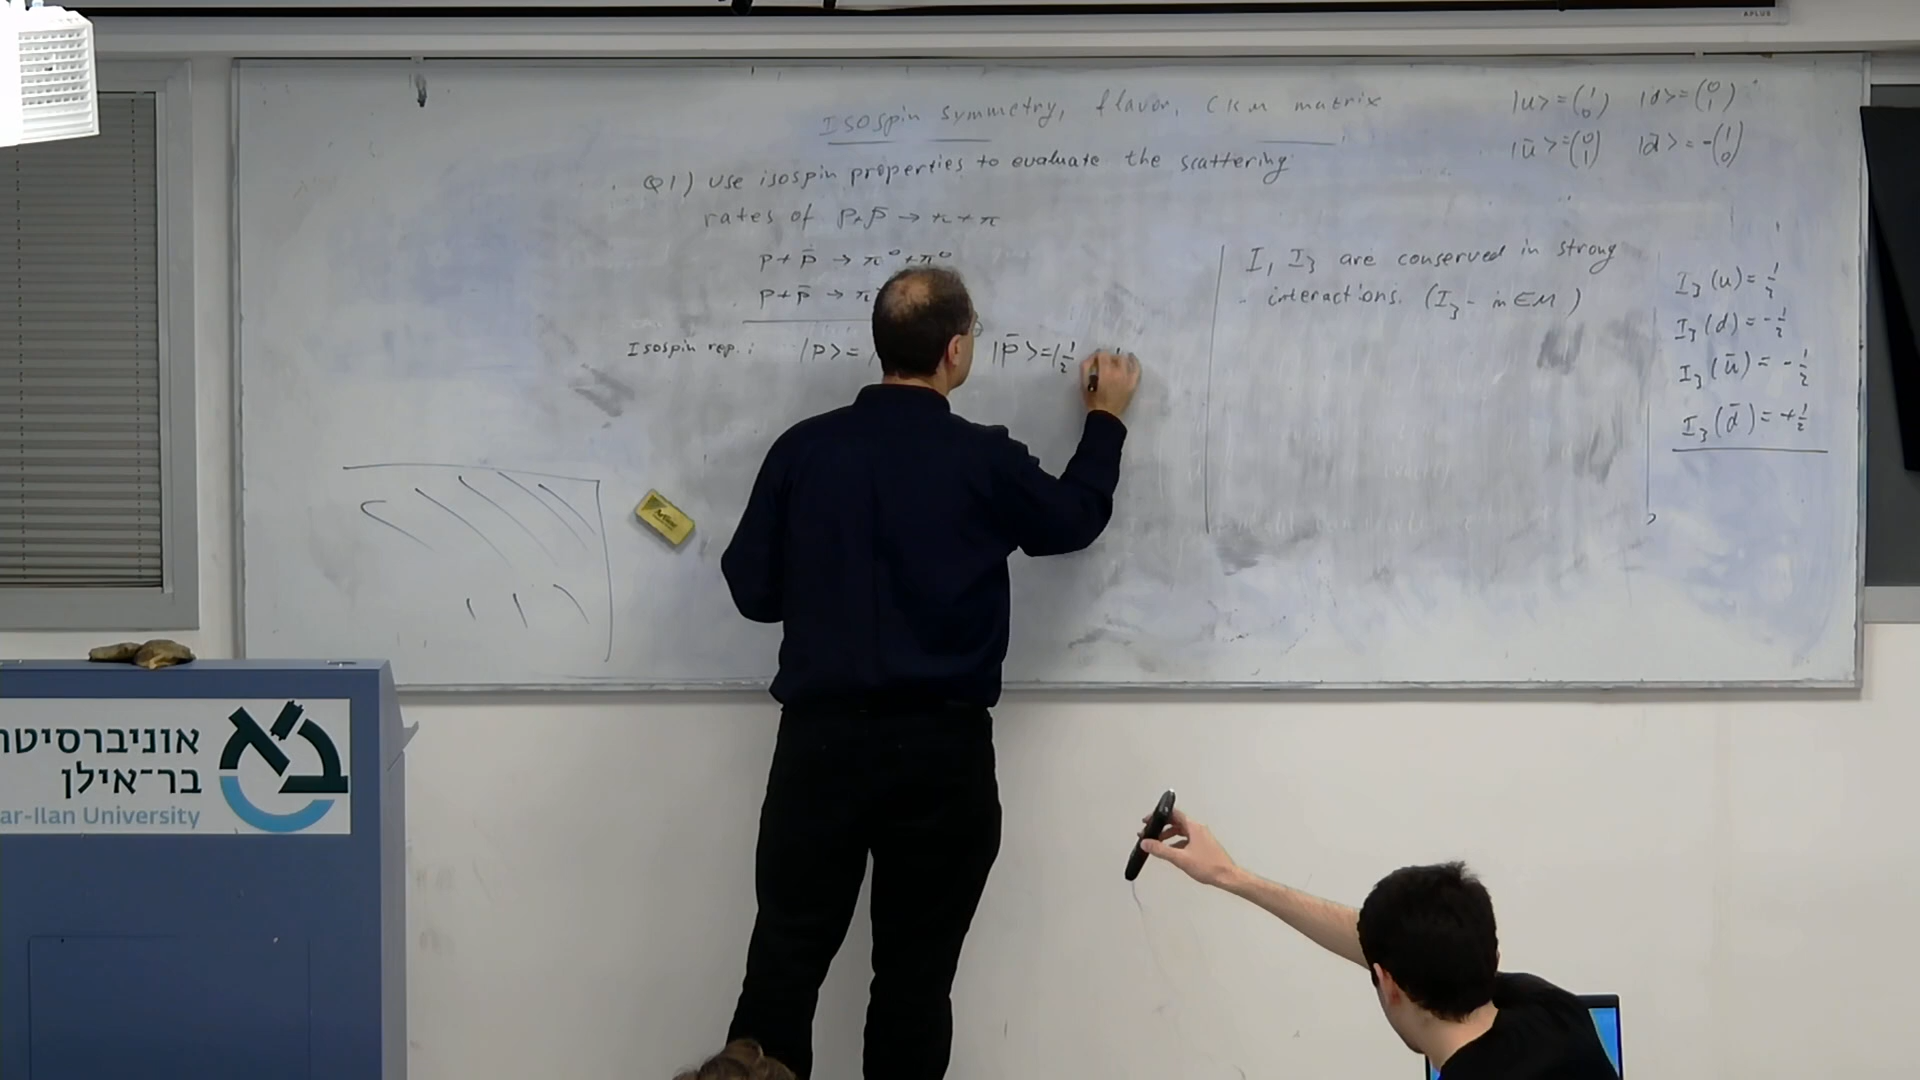 APLUS
Isospin symmetry, flavor, CKM matrix
Q1) Use isospin properties to evaluate the scattering
rates of p+p̄ → π+π
p+p̄ → π⁰+π⁰
p+p̄ → π
Isospin rep.: |p> = |p̄>=|½
|u>=(1 0) |d>=(0 1)
|ū>=(0 1) |d̄>=-(1 0)
I, I₃ are conserved in strong
interactions. (I₃ - in EM)
I₃(u)=½
I₃(d)=-½
I₃(ū)=-½
I₃(d̄)=+½
אוניברסיטת
בר־אילן
ar-Ilan University